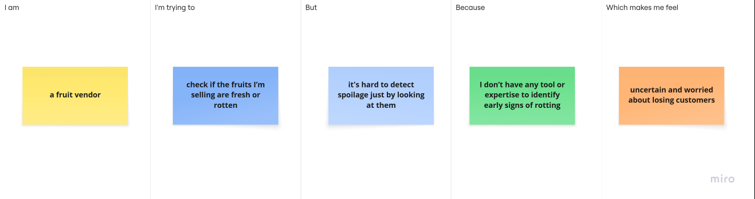 I am
I'm trying to
But
Because
Which makes me feel
a fruit vendor
check if the fruits I'm
selling are fresh or
rotten
it's hard to detect
spoilage just by looking
at them
I don't have any tool or
expertise to identify
early signs of rotting
uncertain and worried
about losing customers
miro